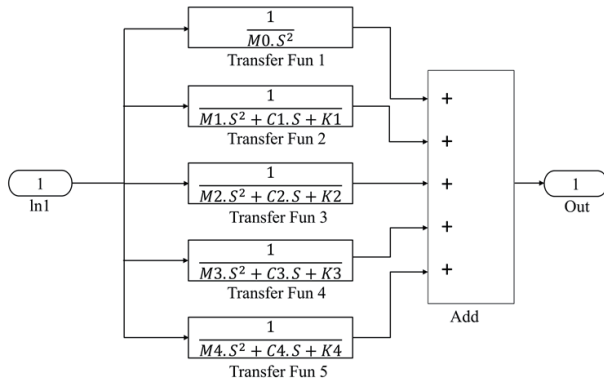 1
M0.S²
Transfer Fun 1
1
M1.S² + C1.S + K1
Transfer Fun 2
1
M2.S² + C2.S + K2
Transfer Fun 3
1
M3.S² + C3.S + K3
Transfer Fun 4
1
M4.S² + C4.S + K4
Transfer Fun 5
1
In1
+
+
+
+
+
Add
1
Out